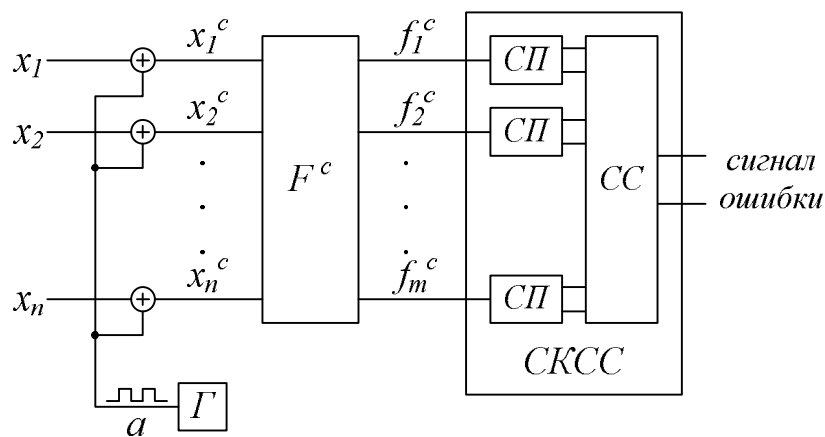 x₁ x₁ᶜ f₁ᶜ СП
x₂ x₂ᶜ f₂ᶜ СП
Fᶜ СС
сигнал
ошибки
xₙ xₙᶜ fₘᶜ СП
СКСС
Г
a